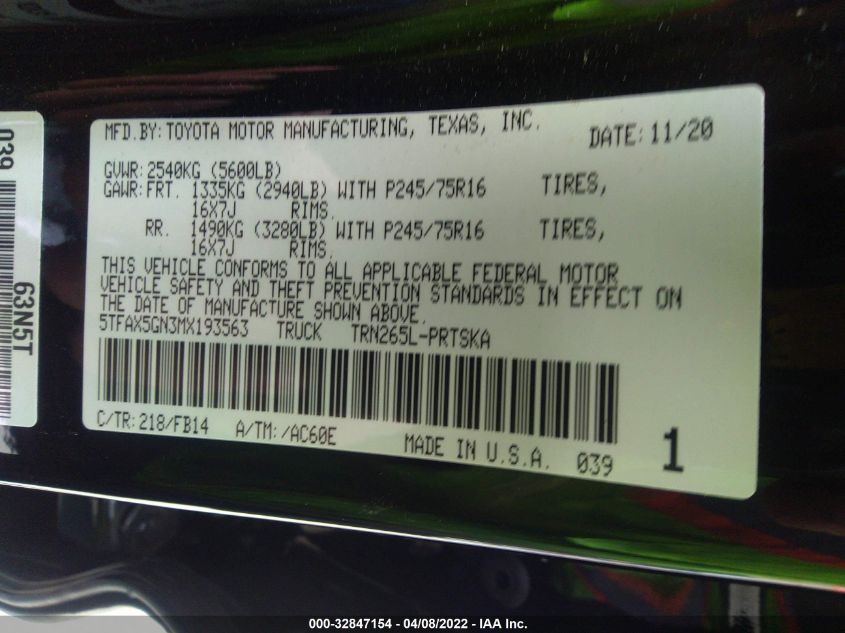 MFD.BY: TOYOTA MOTOR MANUFACTURING, TEXAS, INC. DATE: 11/20
GVWR: 2540KG (5600LB)
GAWR: FRT. 1335KG (2940LB) WITH P245/75R16 TIRES,
16X7J RIMS.
RR. 1490KG (3280LB) WITH P245/75R16 TIRES,
16X7J RIMS.
THIS VEHICLE CONFORMS TO ALL APPLICABLE FEDERAL MOTOR
VEHICLE SAFETY AND THEFT PREVENTION STANDARDS IN EFFECT ON
THE DATE OF MANUFACTURE SHOWN ABOVE.
5TFAX5GN3MX193563 TRUCK TRN265L-PRTSKA
C/TR: 218/FB14 A/TM: /AC60E MADE IN U.S.A. 039 1
039
63N5T
000-32847154 - 04/08/2022 - IAA Inc.